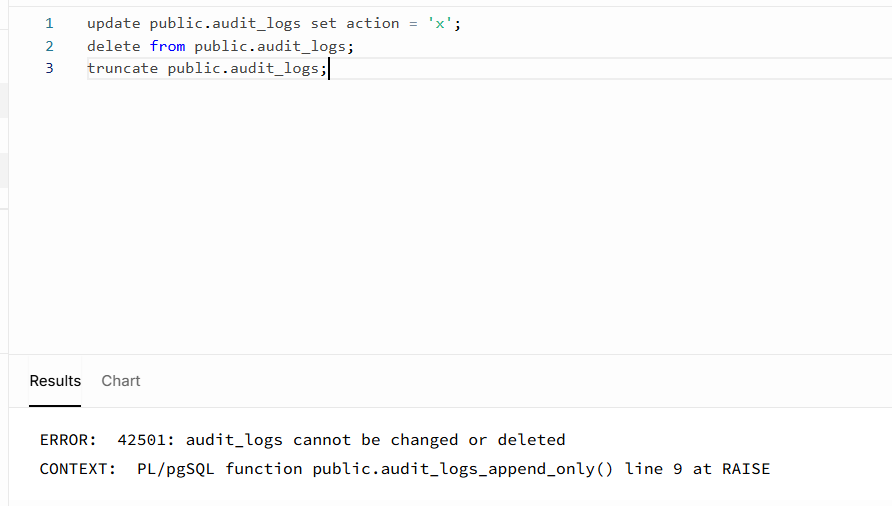 1 update public.audit_logs set action = 'x';
2 delete from public.audit_logs;
3 truncate public.audit_logs;
Results Chart
ERROR: 42501: audit_logs cannot be changed or deleted
CONTEXT: PL/pgSQL function public.audit_logs_append_only() line 9 at RAISE